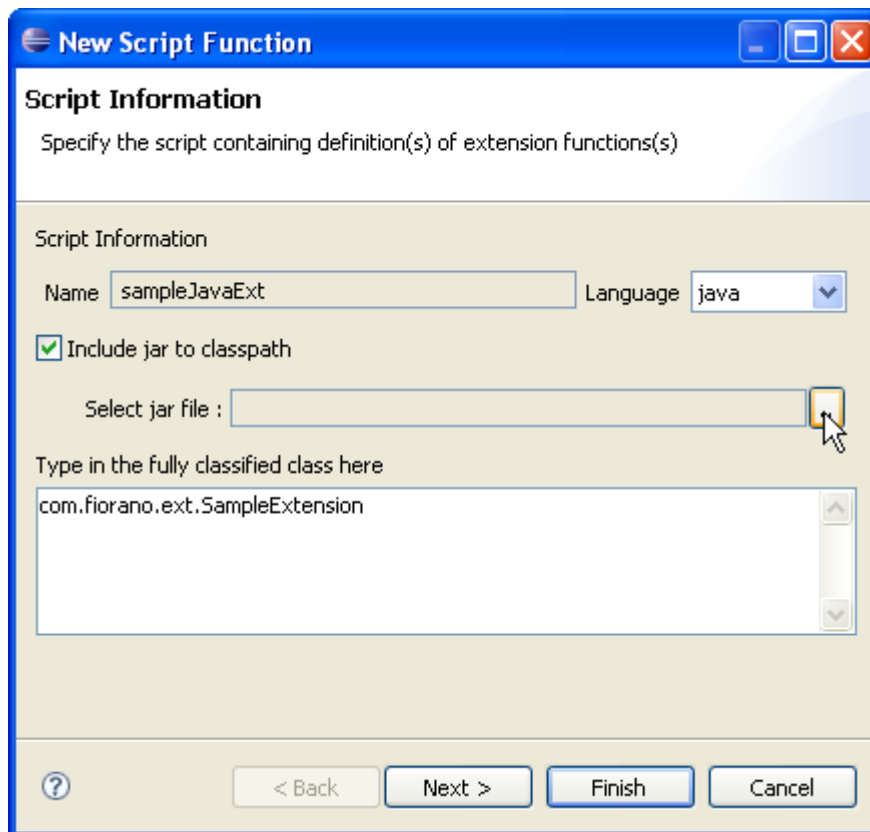 New Script Function
Script Information
Specify the script containing definition(s) of extension functions(s)
Script Information
Name sampleJavaExt Language java
Include jar to classpath
Select jar file :
Type in the fully classified class here
com.fiorano.ext.SampleExtension
? < Back Next > Finish Cancel